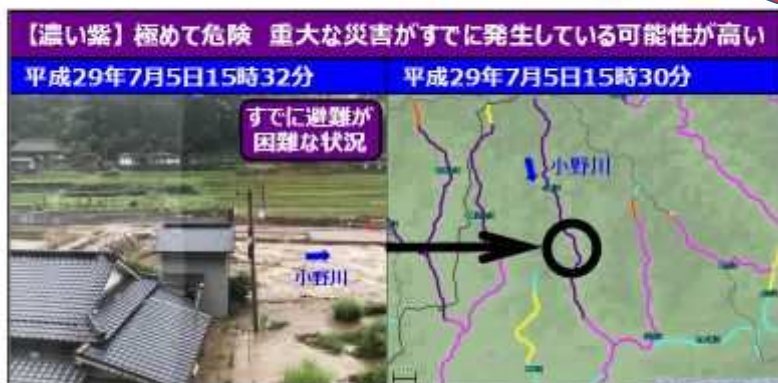 【濃い紫】極めて危険 重大な災害がすでに発生している可能性が高い
平成29年7月5日15時32分
平成29年7月5日15時30分
すでに避難が
困難な状況
小野川
小野川